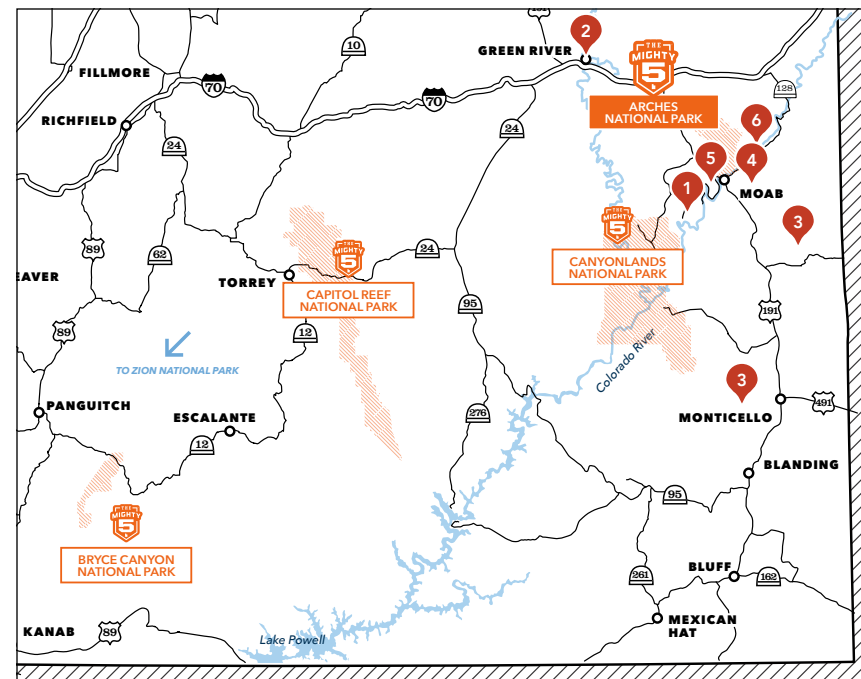 191
2
10
GREEN RIVER
THE
MIGHTY
5
FILLMORE
70
70
ARCHES
NATIONAL PARK
128
RICHFIELD
24
24
6
5
4
MOAB
1
3
THE
MIGHTY
5
CANYONLANDS
NATIONAL PARK
89
62
24
THE
MIGHTY
5
EAVER
TORREY
CAPITOL REEF
NATIONAL PARK
95
191
89
12
TO ZION NATIONAL PARK
Colorado River
3
PANGUITCH
ESCALANTE
276
MONTICELLO
491
12
BLANDING
95
THE
MIGHTY
5
BRYCE CANYON
NATIONAL PARK
BLUFF
261
162
MEXICAN
HAT
KANAB
89
Lake Powell